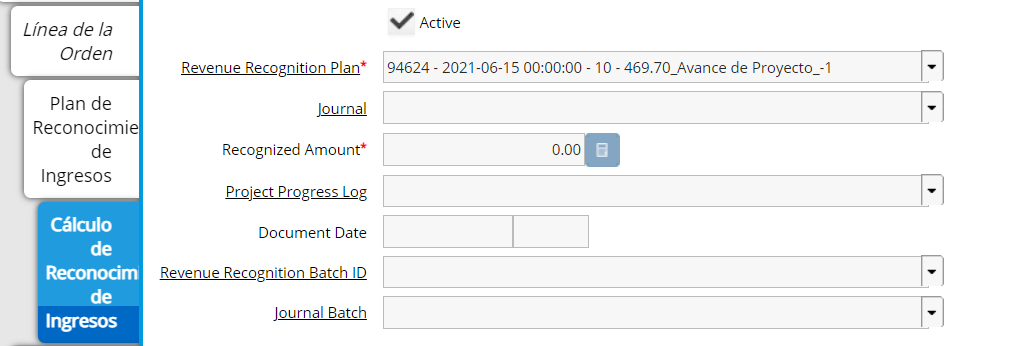 Línea de la
Orden
Plan de
Reconocimie
de
Ingresos
Cálculo
de
Reconocim
de
Ingresos
Active
Revenue Recognition Plan* 94624 - 2021-06-15 00:00:00 - 10 - 469.70_Avance de Proyecto_-1
Journal
Recognized Amount* 0.00
Project Progress Log
Document Date
Revenue Recognition Batch ID
Journal Batch